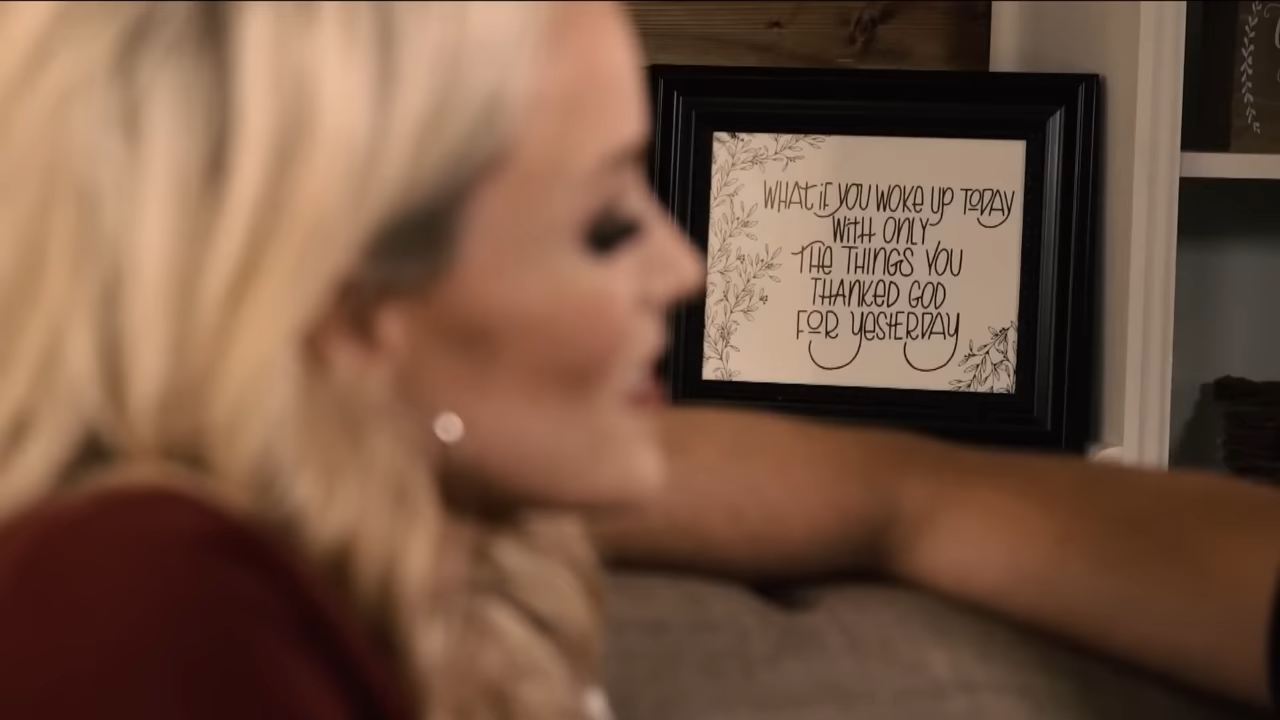 WHAT iF YOU WOKE UP TODAY
WiTH ONLY
THE THINGS YOU
THANKED GOD
FOR YESTERDAY